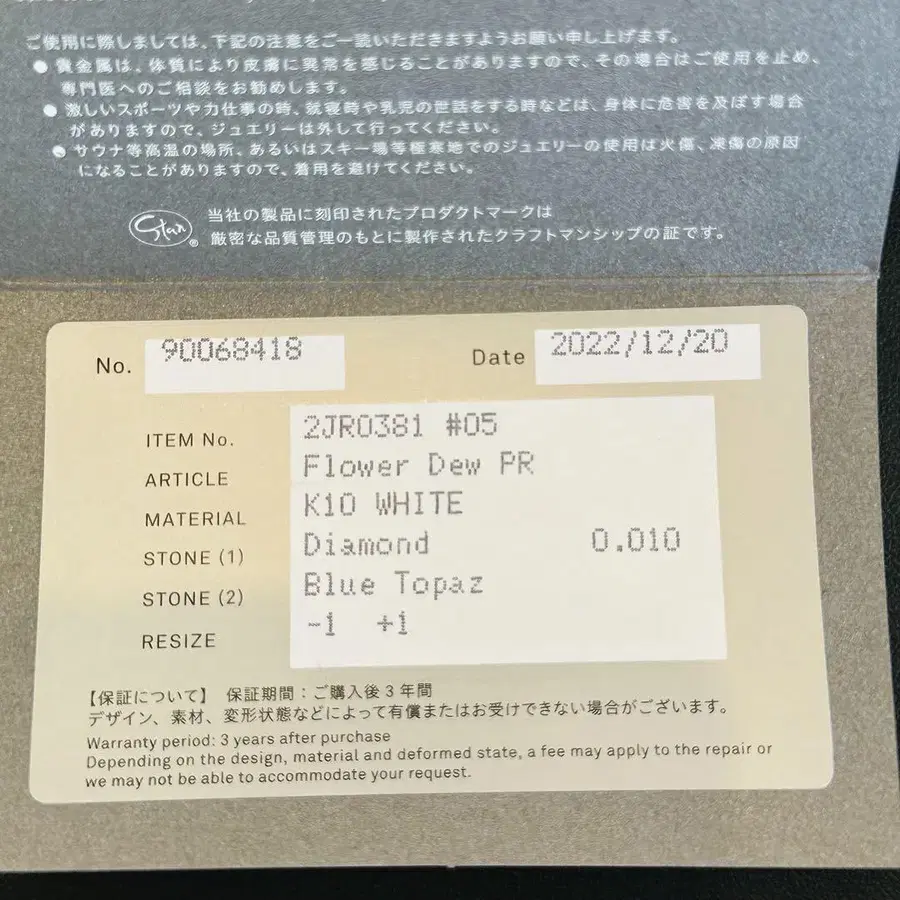 ご使用に際しましては、下記の注意をご一読いただきますようお願い申し上げます。
● 貴金属は、体質により皮膚に異常を感じることがありますので、その場合はご使用を止め、
専門医へのご相談をお勧めします。
● 激しいスポーツや力仕事の時、就寝時や乳児の世話をする時などは、身体に危害を及ぼす場合
がありますので、ジュエリーは外して行ってください。
● サウナ等高温の場所、あるいはスキー場等極寒地でのジュエリーの使用は火傷、凍傷の原因
になることがありますので、着用を避けてください。
Star ®
当社の製品に刻印されたプロダクトマークは
厳密な品質管理のもとに製作されたクラフトマンシップの証です。
No. 90068418 Date 2022/12/20
ITEM No. 2JR0381 #05
ARTICLE Flower Dew PR
MATERIAL K10 WHITE
STONE (1) Diamond 0.010
STONE (2) Blue Topaz
RESIZE -1 +1
【保証について】 保証期間：ご購入後3年間
デザイン、素材、変形状態などによって有償またはお受けできない場合がございます。
Warranty period: 3 years after purchase
Depending on the design, material and deformed state, a fee may apply to the repair or
we may not be able to accommodate your request.